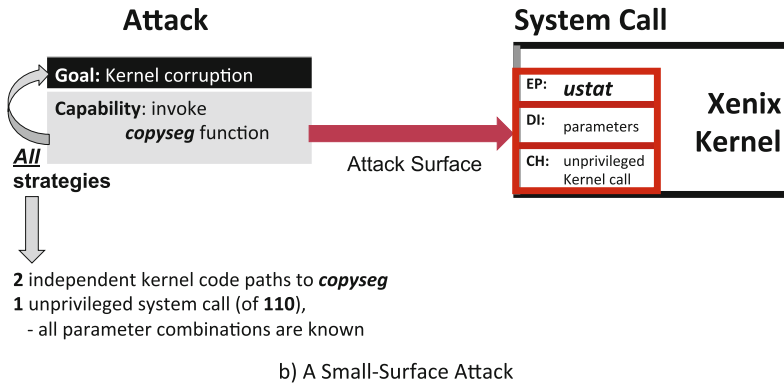 Attack
System Call
Goal: Kernel corruption
Capability: invoke
copyseg function
All
strategies
Attack Surface
EP: ustat
DI: parameters
CH: unprivileged
Kernel call
Xenix
Kernel
2 independent kernel code paths to copyseg
1 unprivileged system call (of 110),
- all parameter combinations are known
b) A Small-Surface Attack